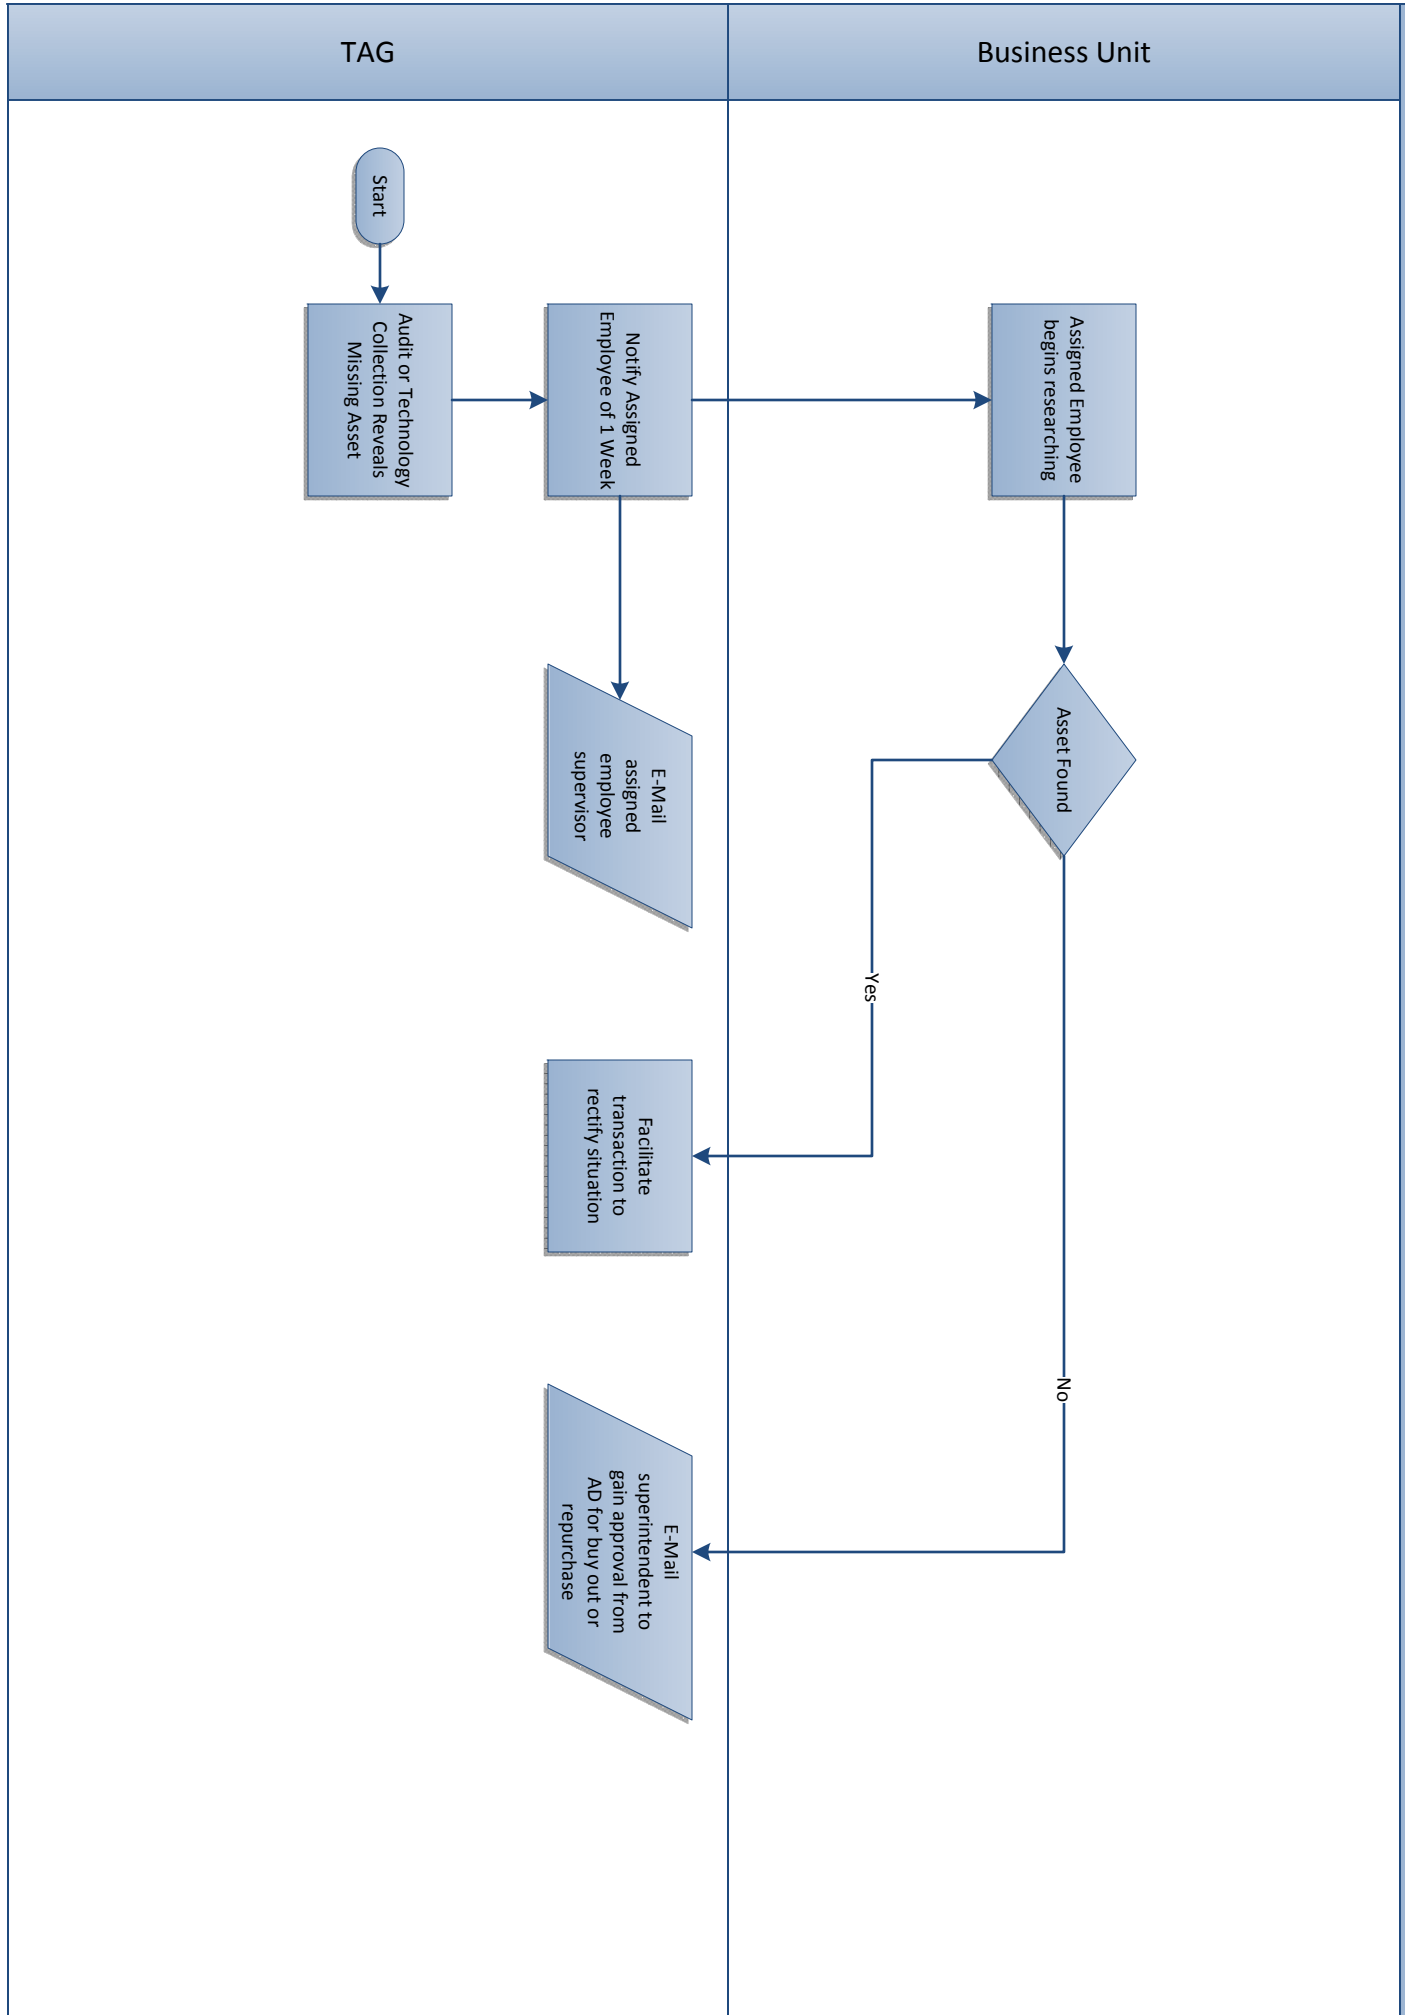 TAG
Business Unit
Start
Audit or Technology
Collection Reveals
Missing Asset
Notify Assigned
Employee of 1 Week
Assigned Employee
begins researching
E-Mail
assigned
employee
supervisor
Asset Found
Yes
No
Facilitate
transaction to
rectify situation
E-Mail
superintendent to
gain approval from
AD for buy out or
repurchase